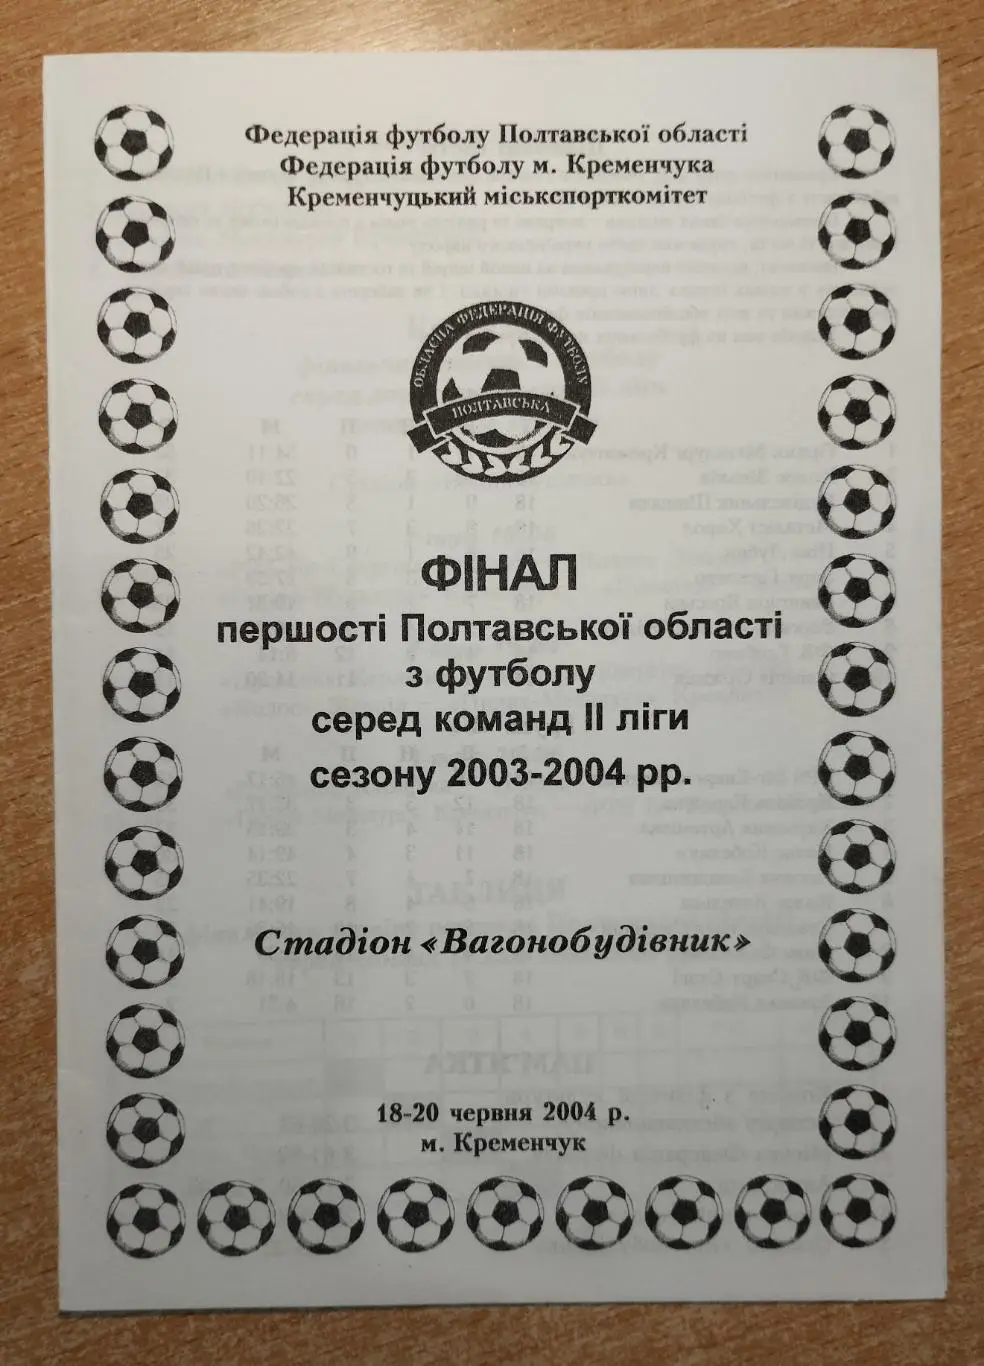 Федерація футболу Полтавської області
Федерація футболу м. Кременчука
Кременчуцький міськспорткомітет
ОБЛАСНА ФЕДЕРАЦІЯ ФУТБОЛУ
ПОЛТАВСЬКА
ФІНАЛ
першості Полтавської області
з футболу
серед команд ІІ ліги
сезону 2003-2004 рр.
Стадіон «Вагонобудівник»
18-20 червня 2004 р.
м. Кременчук